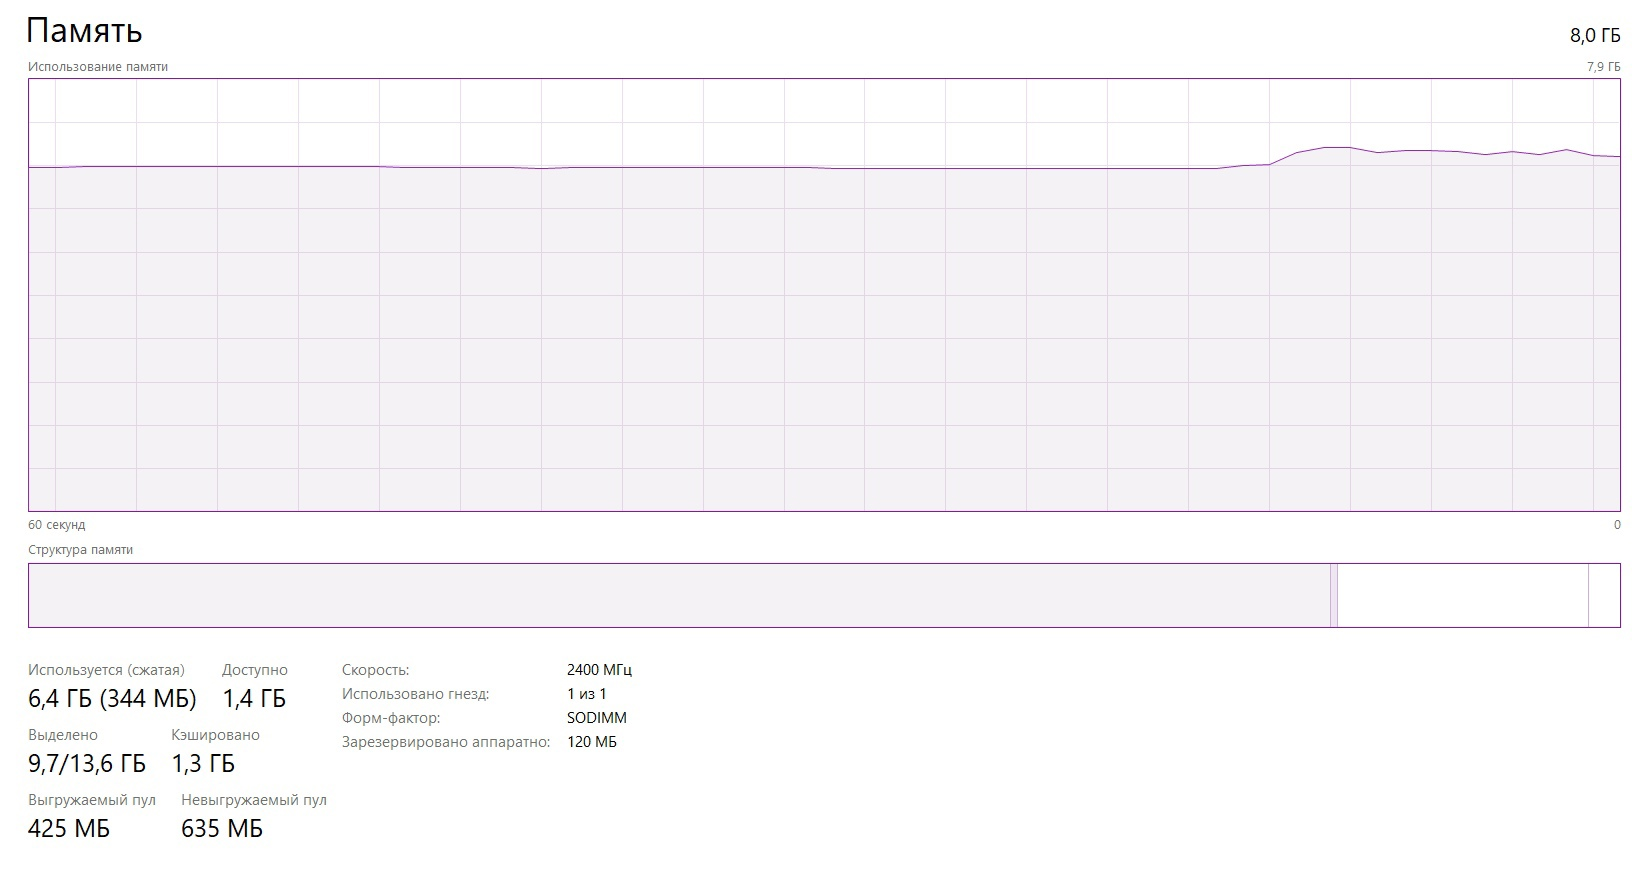 Память
8,0 ГБ
Использование памяти
7,9 ГБ
60 секунд
0
Структура памяти
Используется (сжатая)
6,4 ГБ (344 МБ)
Доступно
1,4 ГБ
Выделено
9,7/13,6 ГБ
Кэшировано
1,3 ГБ
Выгружаемый пул
425 МБ
Невыгружаемый пул
635 МБ
Скорость: 2400 МГц
Использовано гнезд: 1 из 1
Форм-фактор: SODIMM
Зарезервировано аппаратно: 120 МБ